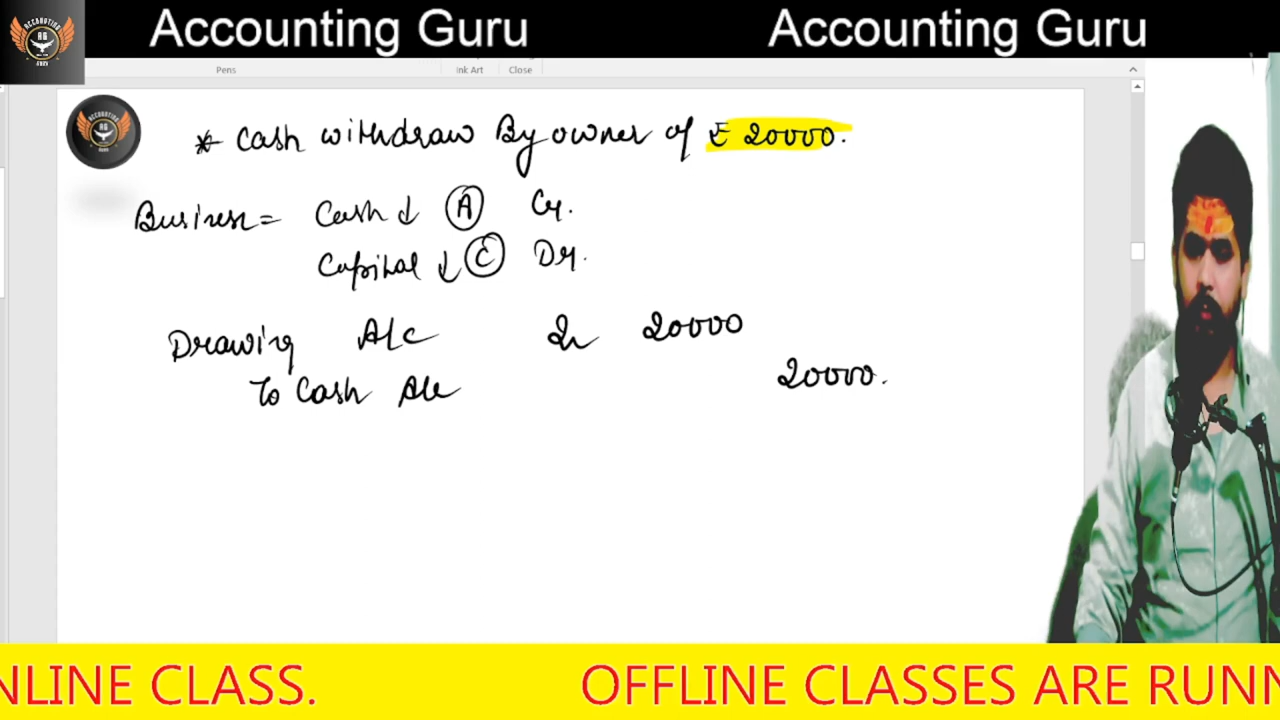 Accounting Guru Accounting Guru
Pens Ink Art Close
* Cash withdraw By owner of ₹ 20000.
Business = Cash ↓ (A) Cr.
Capital ↓ (C) Dr.
Drawing A/c Dr 20000
To Cash A/c 20000.
NLINE CLASS. OFFLINE CLASSES ARE RUNN